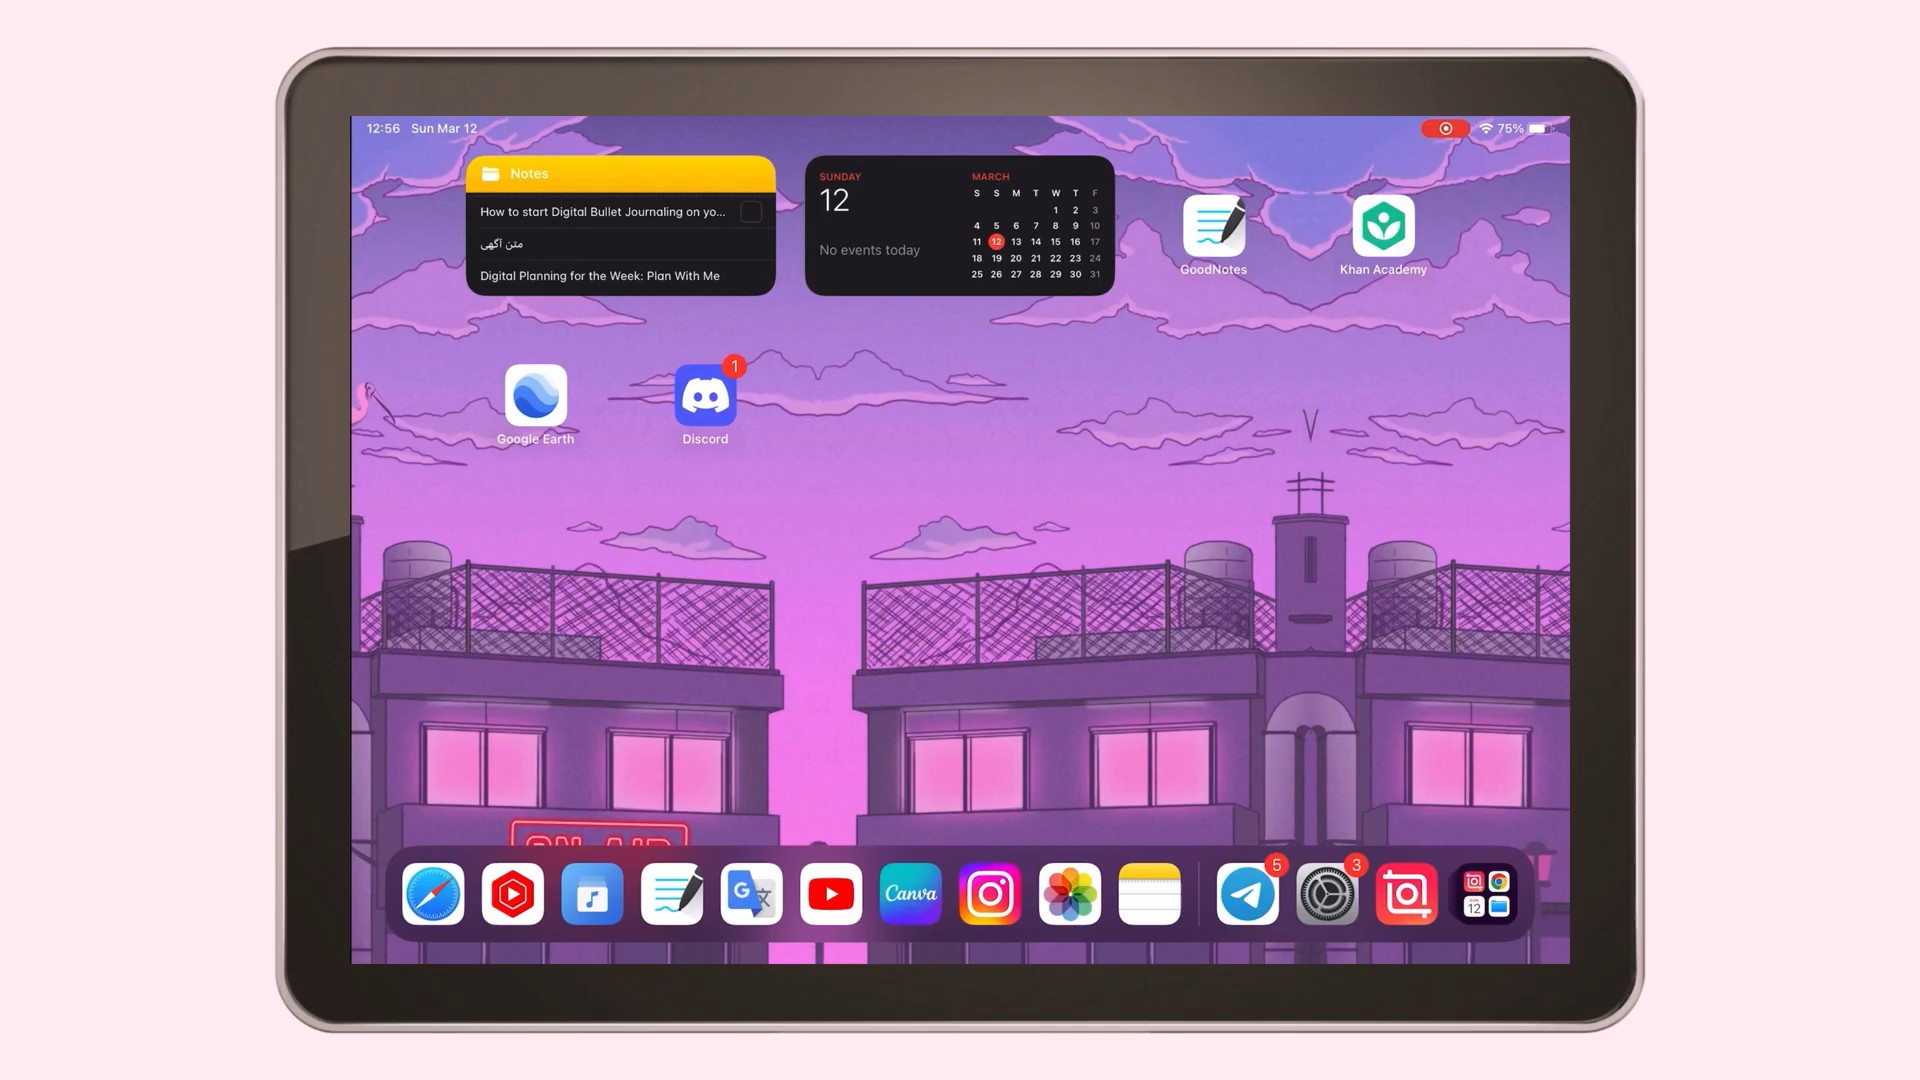 12:56 Sun Mar 12
75%
Notes
How to start Digital Bullet Journaling on yo...
متن آگهی
Digital Planning for the Week: Plan With Me
SUNDAY
12
No events today
MARCH
S S M T W T F
1 2 3
4 5 6 7 8 9 10
11 12 13 14 15 16 17
18 19 20 21 22 23 24
25 26 27 28 29 30 31
GoodNotes
Khan Academy
1
Google Earth
Discord
ON AIR
G 文
Canva
5
3
12